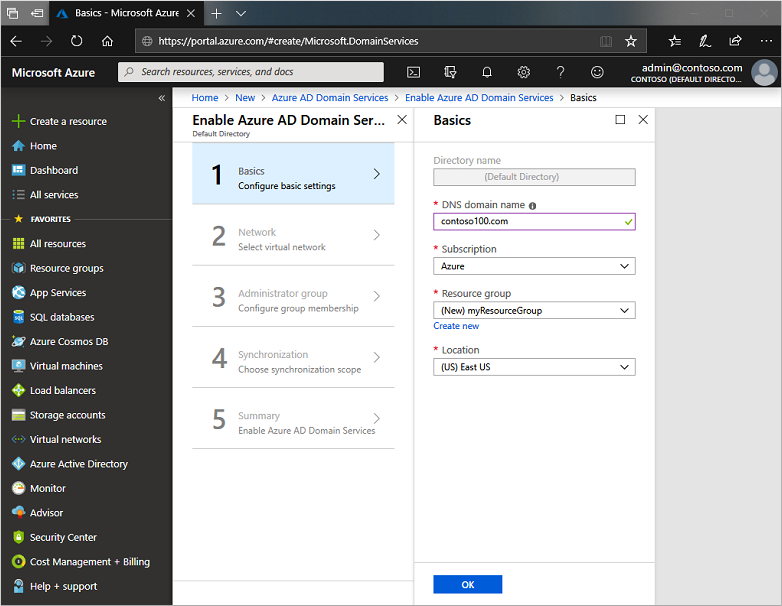 Basics - Microsoft Azure
https://portal.azure.com/#create/Microsoft.DomainServices
Microsoft Azure
Search resources, services, and docs
admin@contoso.com
CONTOSO (DEFAULT DIRECTO...
Home > New > Azure AD Domain Services > Enable Azure AD Domain Services > Basics
Create a resource
Home
Dashboard
All services
FAVORITES
All resources
Resource groups
App Services
SQL databases
Azure Cosmos DB
Virtual machines
Load balancers
Storage accounts
Virtual networks
Azure Active Directory
Monitor
Advisor
Security Center
Cost Management + Billing
Help + support
Enable Azure AD Domain Ser...
Default Directory
1 Basics
Configure basic settings
2 Network
Select virtual network
3 Administrator group
Configure group membership
4 Synchronization
Choose synchronization scope
5 Summary
Enable Azure AD Domain Services
Basics
Directory name
(Default Directory)
* DNS domain name
contoso100.com
* Subscription
Azure
* Resource group
(New) myResourceGroup
Create new
* Location
(US) East US
OK